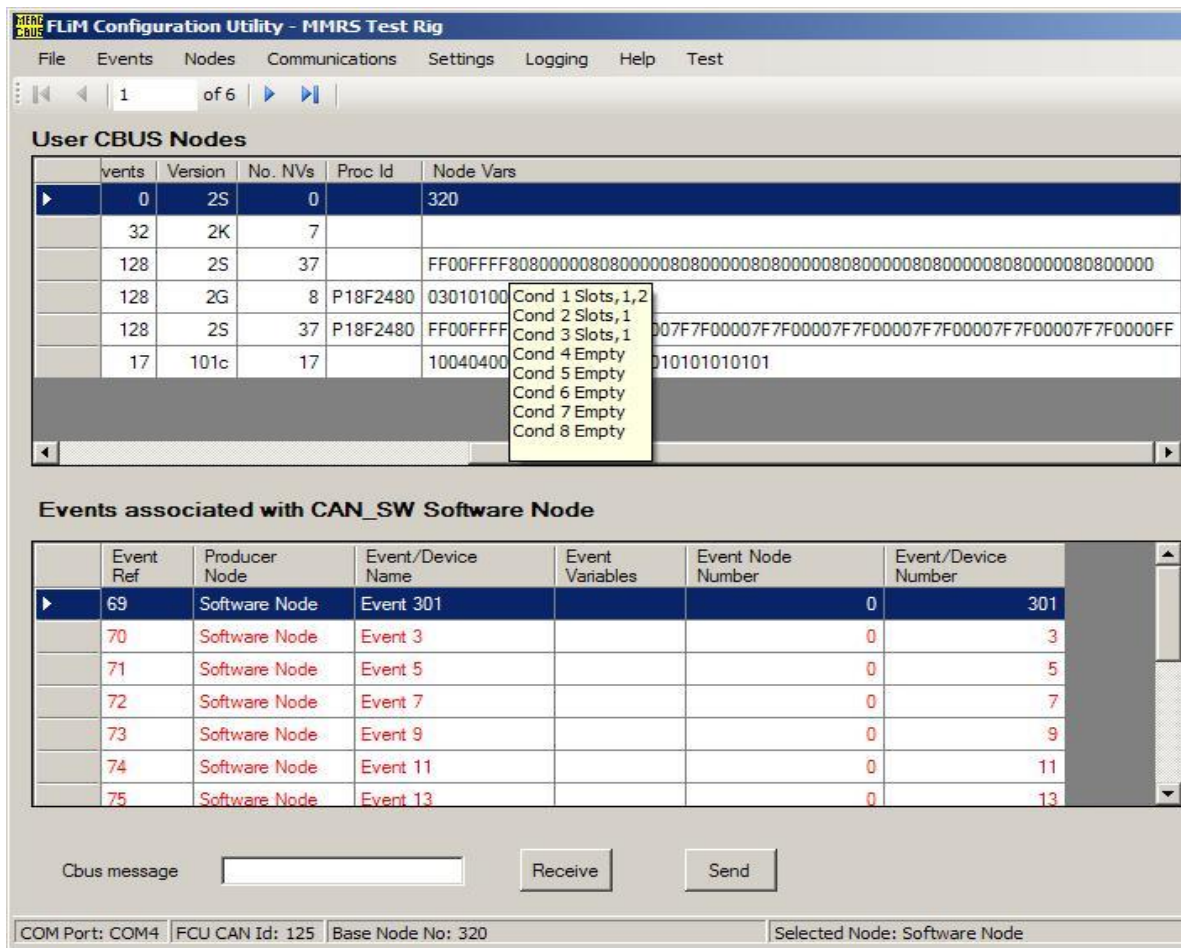 MERG CBUS FLiM Configuration Utility - MMRS Test Rig
File Events Nodes Communications Settings Logging Help Test
1 of 6
User CBUS Nodes
vents Version No. NVs Proc Id Node Vars
0 2S 0 320
32 2K 7
128 2S 37 FF00FFFF8080000080800000808000008080000080800000808000008080000080800000
128 2G 8 P18F2480 03010100
128 2S 37 P18F2480 FF00FFFF 007F7F00007F7F00007F7F00007F7F00007F7F00007F7F0000FF
17 101c 17 10040400 010101010101
Cond 1 Slots,1,2
Cond 2 Slots,1
Cond 3 Slots,1
Cond 4 Empty
Cond 5 Empty
Cond 6 Empty
Cond 7 Empty
Cond 8 Empty
Events associated with CAN_SW Software Node
Event Ref Producer Node Event/Device Name Event Variables Event Node Number Event/Device Number
69 Software Node Event 301 0 301
70 Software Node Event 3 0 3
71 Software Node Event 5 0 5
72 Software Node Event 7 0 7
73 Software Node Event 9 0 9
74 Software Node Event 11 0 11
75 Software Node Event 13 0 13
Cbus message Receive Send
COM Port: COM4 FCU CAN Id: 125 Base Node No: 320 Selected Node: Software Node